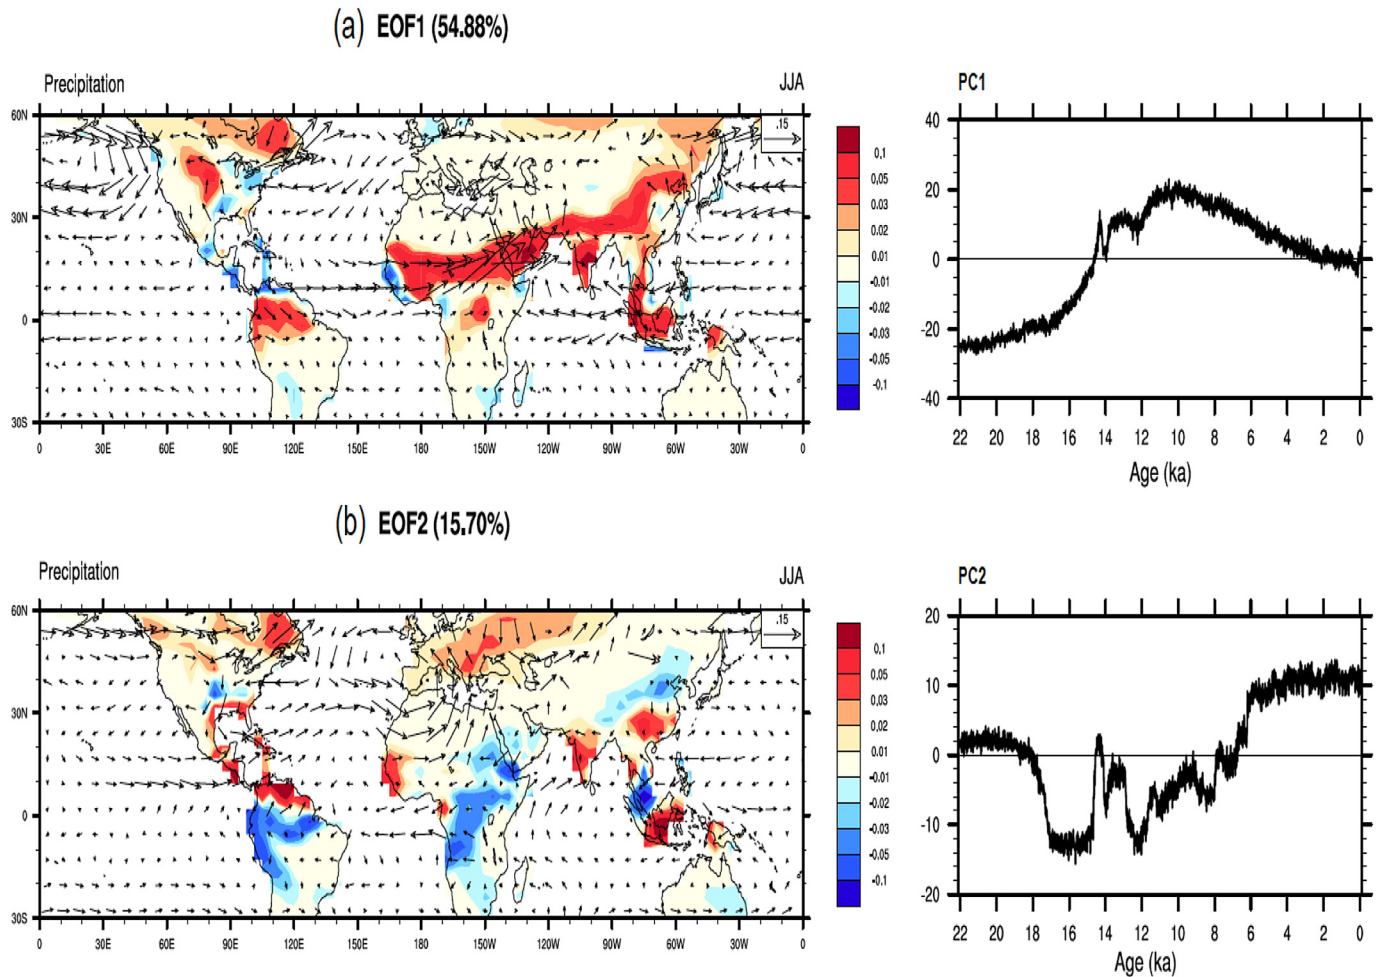 (a) EOF1 (54.88%)
Precipitation JJA PC1
60N
30N
0
30S
0 30E 60E 90E 120E 150E 180 150W 120W 90W 60W 30W 0
.15
0.1
0.05
0.03
0.02
0.01
-0.01
-0.02
-0.03
-0.05
-0.1
40
20
0
-20
-40
22 20 18 16 14 12 10 8 6 4 2 0
Age (ka)
(b) EOF2 (15.70%)
Precipitation JJA PC2
60N
30N
0
30S
0 30E 60E 90E 120E 150E 180 150W 120W 90W 60W 30W 0
.15
0.1
0.05
0.03
0.02
0.01
-0.01
-0.02
-0.03
-0.05
-0.1
20
10
0
-10
-20
22 20 18 16 14 12 10 8 6 4 2 0
Age (ka)